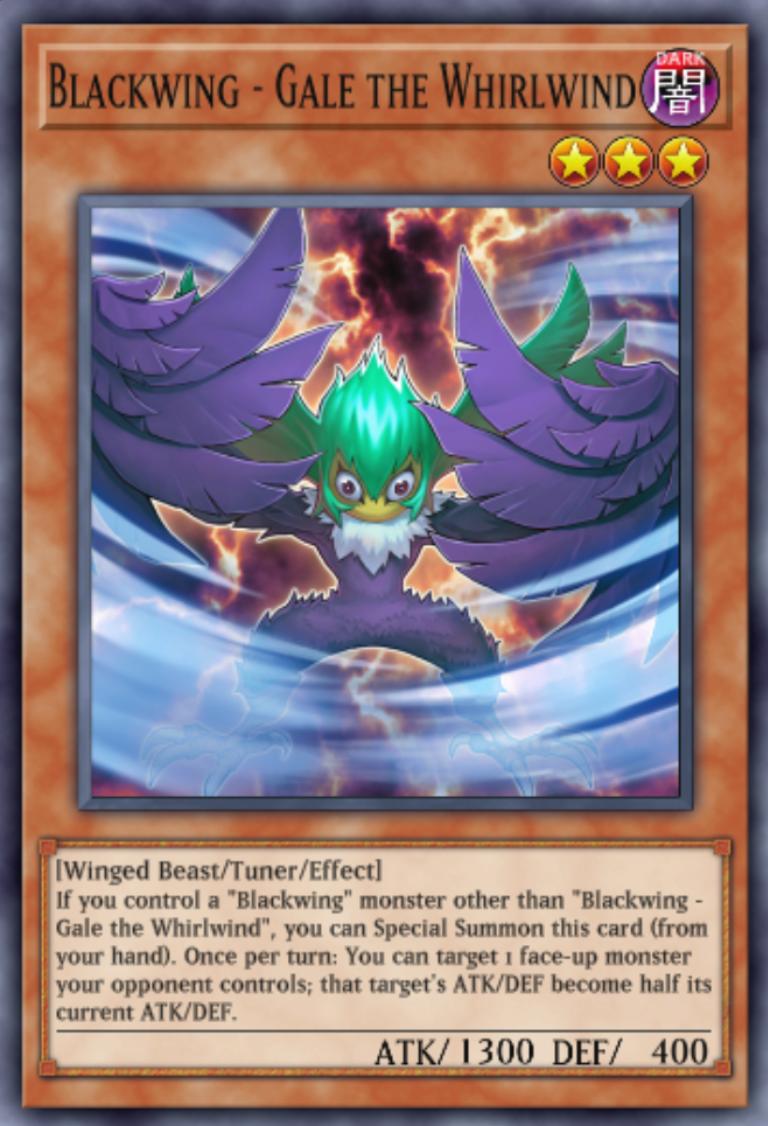 BLACKWING - GALE THE WHIRLWIND
DARK
闇
[Winged Beast/Tuner/Effect]
If you control a "Blackwing" monster other than "Blackwing -
Gale the Whirlwind", you can Special Summon this card (from
your hand). Once per turn: You can target 1 face-up monster
your opponent controls; that target's ATK/DEF become half its
current ATK/DEF.
ATK/ 1300 DEF/ 400